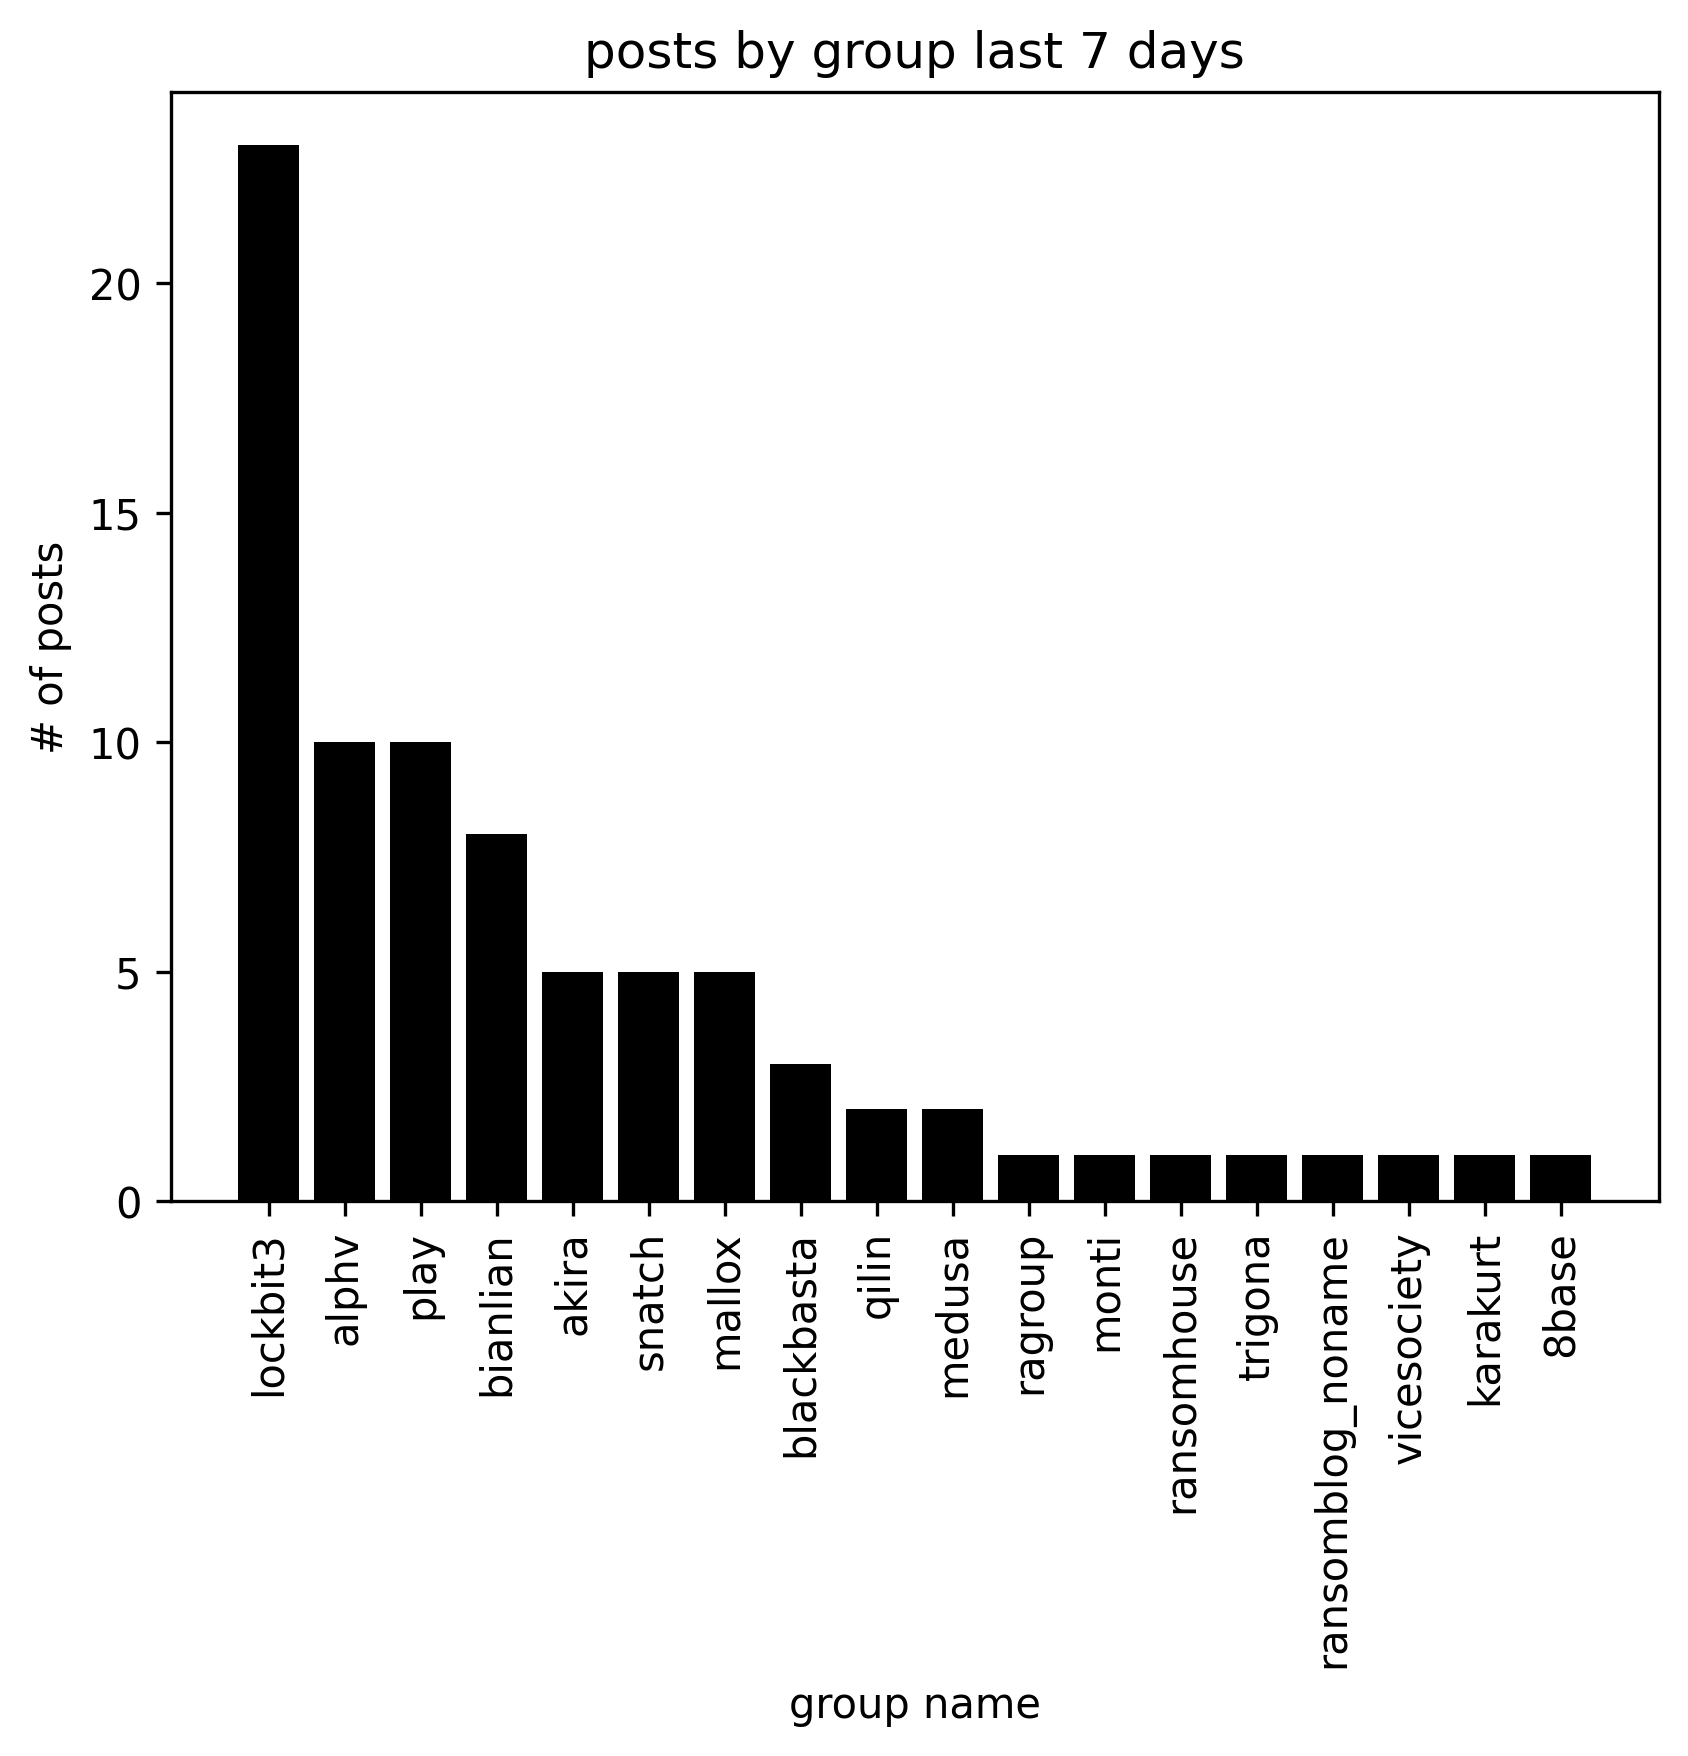 posts by group last 7 days
# of posts
20
15
10
5
0
lockbit3
alphv
play
bianlian
akira
snatch
mallox
blackbasta
qilin
medusa
ragroup
monti
ransomhouse
trigona
ransomblog_noname
vicesociety
karakurt
8base
group name